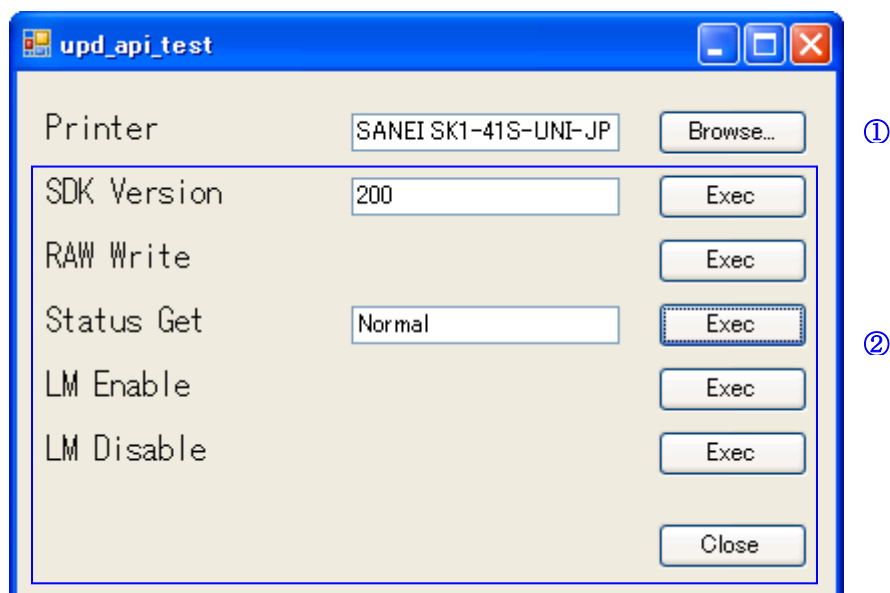 upd_api_test
Printer SANEI SK1-41S-UNI-JP Browse... ①
SDK Version 200 Exec
RAW Write Exec
Status Get Normal Exec ②
LM Enable Exec
LM Disable Exec
Close